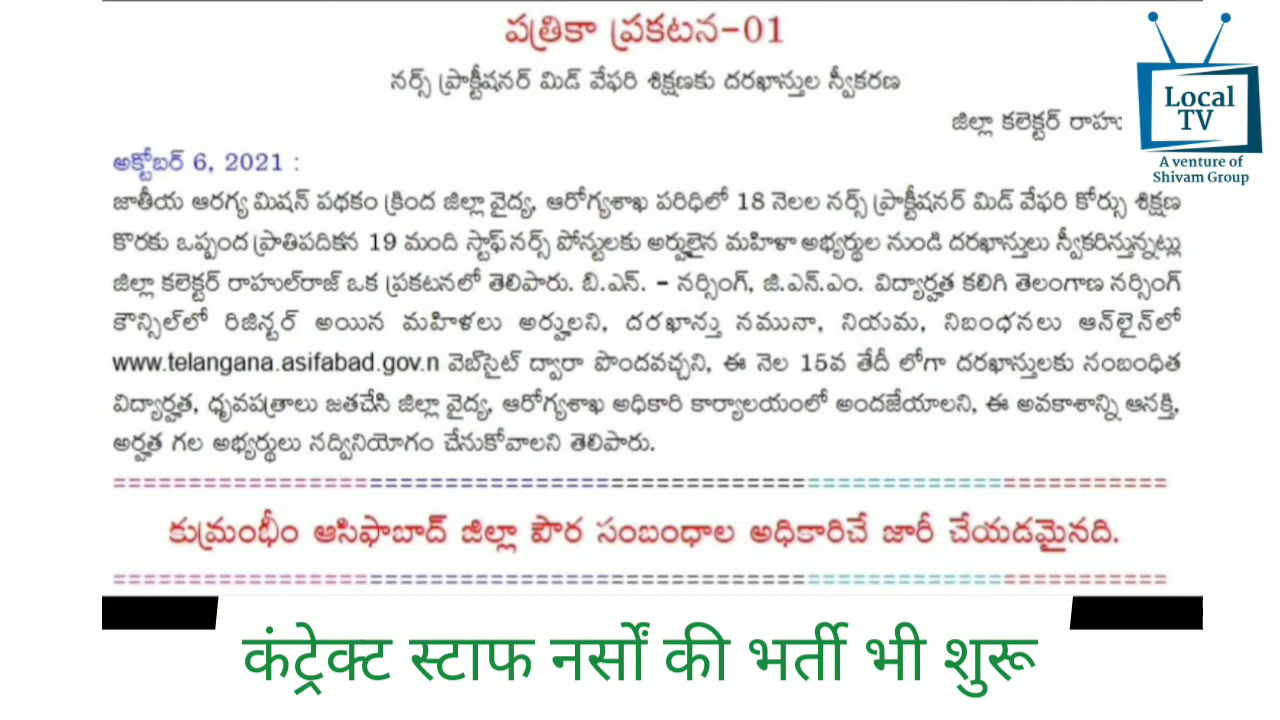 పత్రికా ప్రకటన-01
నర్స్ ప్రాక్టీషనర్ మిడ్ వేఫరి శిక్షణకు దరఖాస్తుల స్వీకరణ
జిల్లా కలెక్టర్ రాహు
అక్టోబర్ 6, 2021 :
జాతీయ ఆరగ్య మిషన్ పథకం క్రింద జిల్లా వైద్య, ఆరోగ్యశాఖ పరిధిలో 18 నెలల నర్స్ ప్రాక్టీషనర్ మిడ్ వేఫరి కోర్సు శిక్షణ
కొరకు ఒప్పంద ప్రాతిపదికన 19 మంది స్టాఫ్‌నర్స్ పోస్టులకు అర్హులైన మహిళా అభ్యర్థుల నుండి దరఖాస్తులు స్వీకరిస్తున్నట్లు
జిల్లా కలెక్టర్ రాహుల్‌రాజ్ ఒక ప్రకటనలో తెలిపారు. బి.ఎన్. - నర్సింగ్, జి.ఎన్.ఎం. విద్యార్హత కలిగి తెలంగాణ నర్సింగ్
కౌన్సిల్‌లో రిజిస్టర్ అయిన మహిళలు అర్హులని, దరఖాస్తు నమూనా, నియమ, నిబంధనలు ఆన్‌లైన్‌లో
www.telangana.asifabad.gov.n వెబ్‌సైట్ ద్వారా పొందవచ్చని, ఈ నెల 15వ తేదీ లోగా దరఖాస్తులకు సంబంధిత
విద్యార్హత, ధృవపత్రాలు జతచేసి జిల్లా వైద్య, ఆరోగ్యశాఖ అధికారి కార్యాలయంలో అందజేయాలని, ఈ అవకాశాన్ని ఆసక్తి,
అర్హత గల అభ్యర్థులు సద్వినియోగం చేసుకోవాలని తెలిపారు.
కుమ్రంభీం ఆసిఫాబాద్ జిల్లా పౌర సంబంధాల అధికారిచే జారీ చేయడమైనది.
कंट्रेक्ट स्टाफ नर्सों की भर्ती भी शुरू
Local
TV
A venture of
Shivam Group